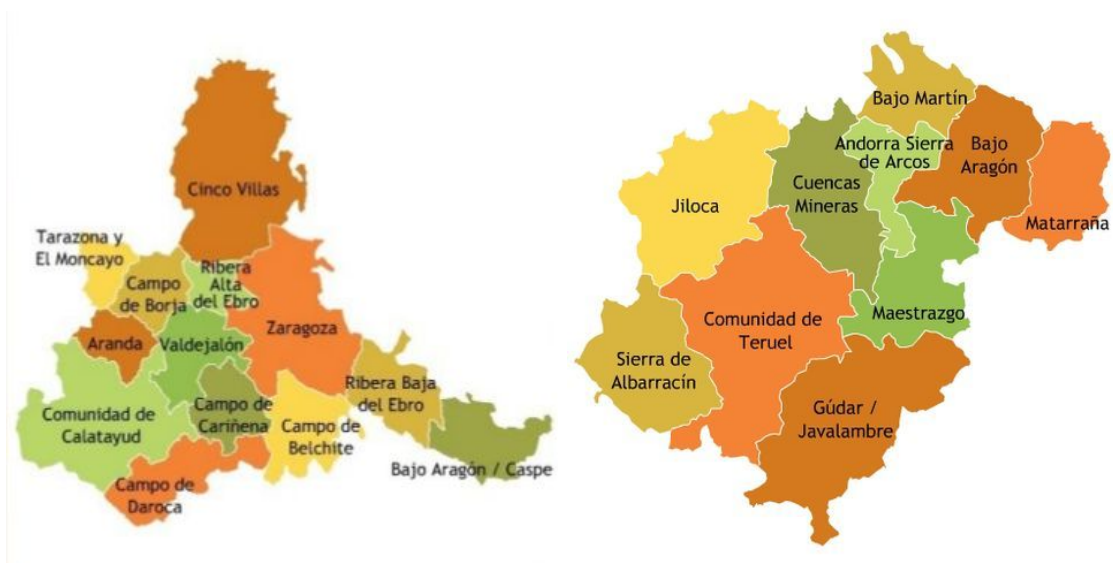 Cinco Villas
Tarazona y
El Moncayo
Campo
de Borja
Ribera
Alta
del Ebro
Zaragoza
Aranda
Valdejalón
Comunidad de
Calatayud
Campo de
Cariñena
Campo de
Belchite
Ribera Baja
del Ebro
Bajo Aragón / Caspe
Campo de
Daroca
Bajo Martín
Andorra Sierra
de Arcos
Bajo
Aragón
Matarraña
Cuencas
Mineras
Jiloca
Maestrazgo
Comunidad de
Teruel
Sierra de
Albarracín
Gúdar /
Javalambre